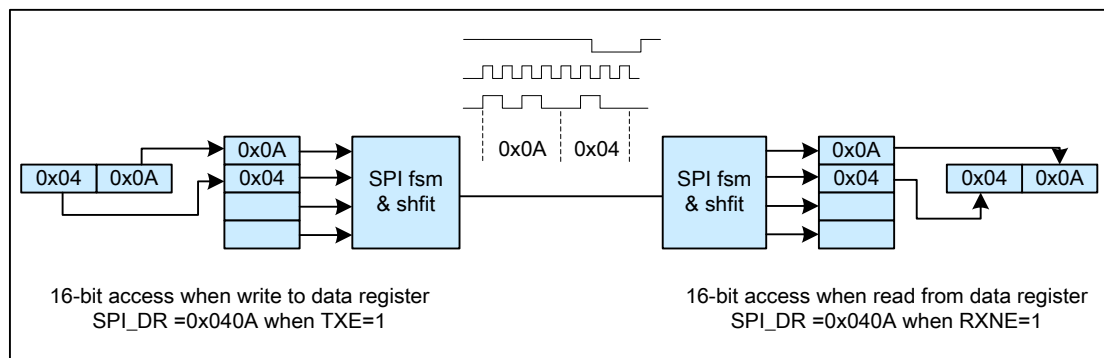 0x0A 0x04
0x04 0x0A
0x0A
0x04
SPI fsm
& shfit
SPI fsm
& shfit
0x0A
0x04
0x04 0x0A
16-bit access when write to data register
SPI_DR =0x040A when TXE=1
16-bit access when read from data register
SPI_DR =0x040A when RXNE=1